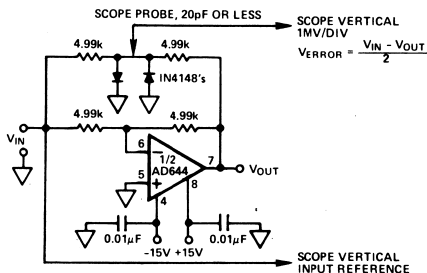 SCOPE PROBE, 20pF OR LESS
SCOPE VERTICAL
1MV/DIV
VERROR = VIN - VOUT
2
4.99k
4.99k
IN4148's
4.99k
4.99k
VIN
6
-
1/2
AD644
7
VOUT
5
+
8
4
0.01µF
-15V
+15V
0.01µF
SCOPE VERTICAL
INPUT REFERENCE